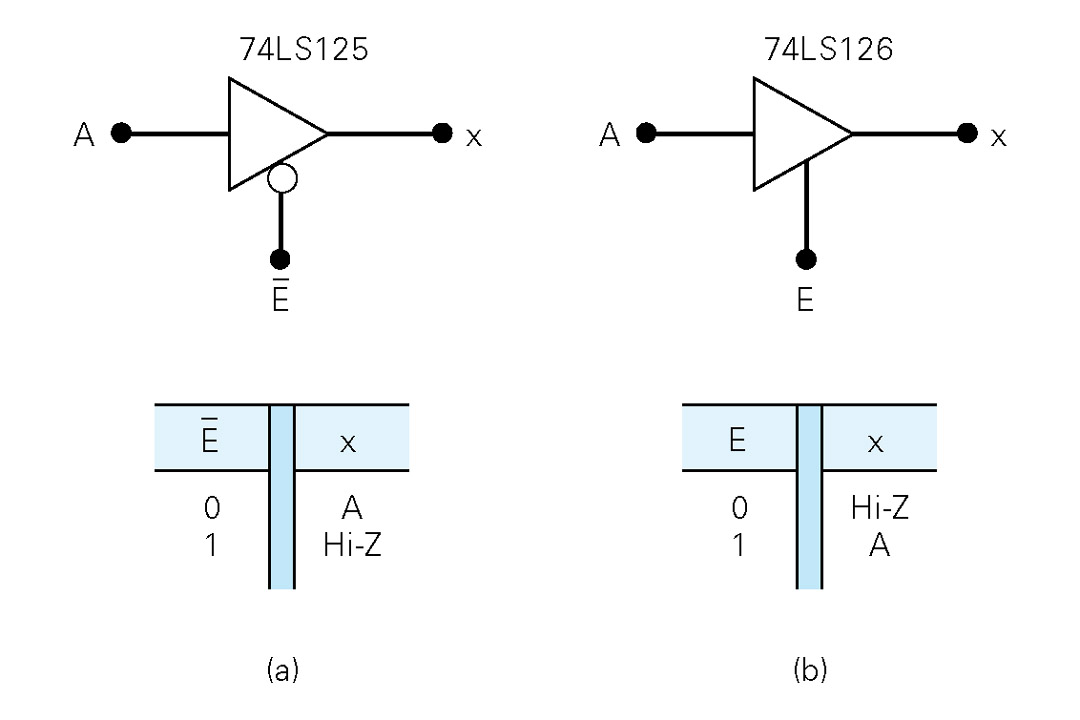 74LS125
A x
E̅
E̅ x
0 A
1 Hi-Z
(a)
74LS126
A x
E
E x
0 Hi-Z
1 A
(b)